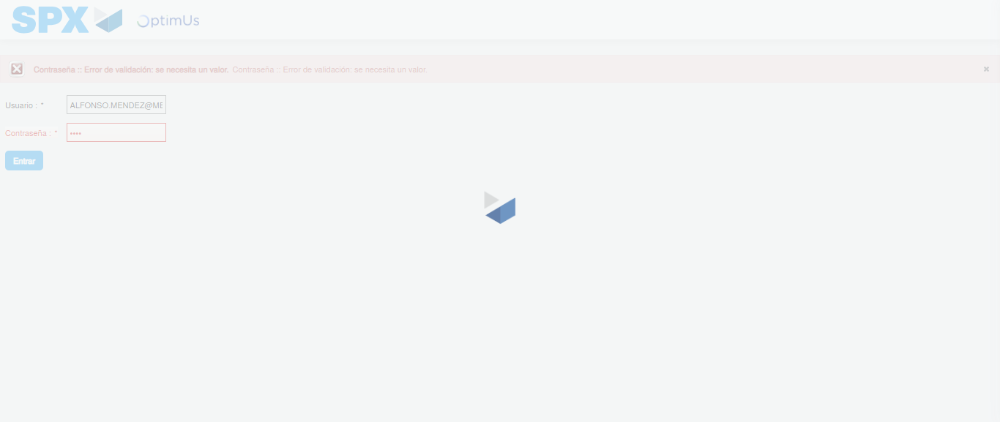 SPX OptimUs
Contraseña :: Error de validación: se necesita un valor. Contraseña :: Error de validación: se necesita un valor.
Usuario : * ALFONSO.MENDEZ@ME
Contraseña : * ••••
Entrar